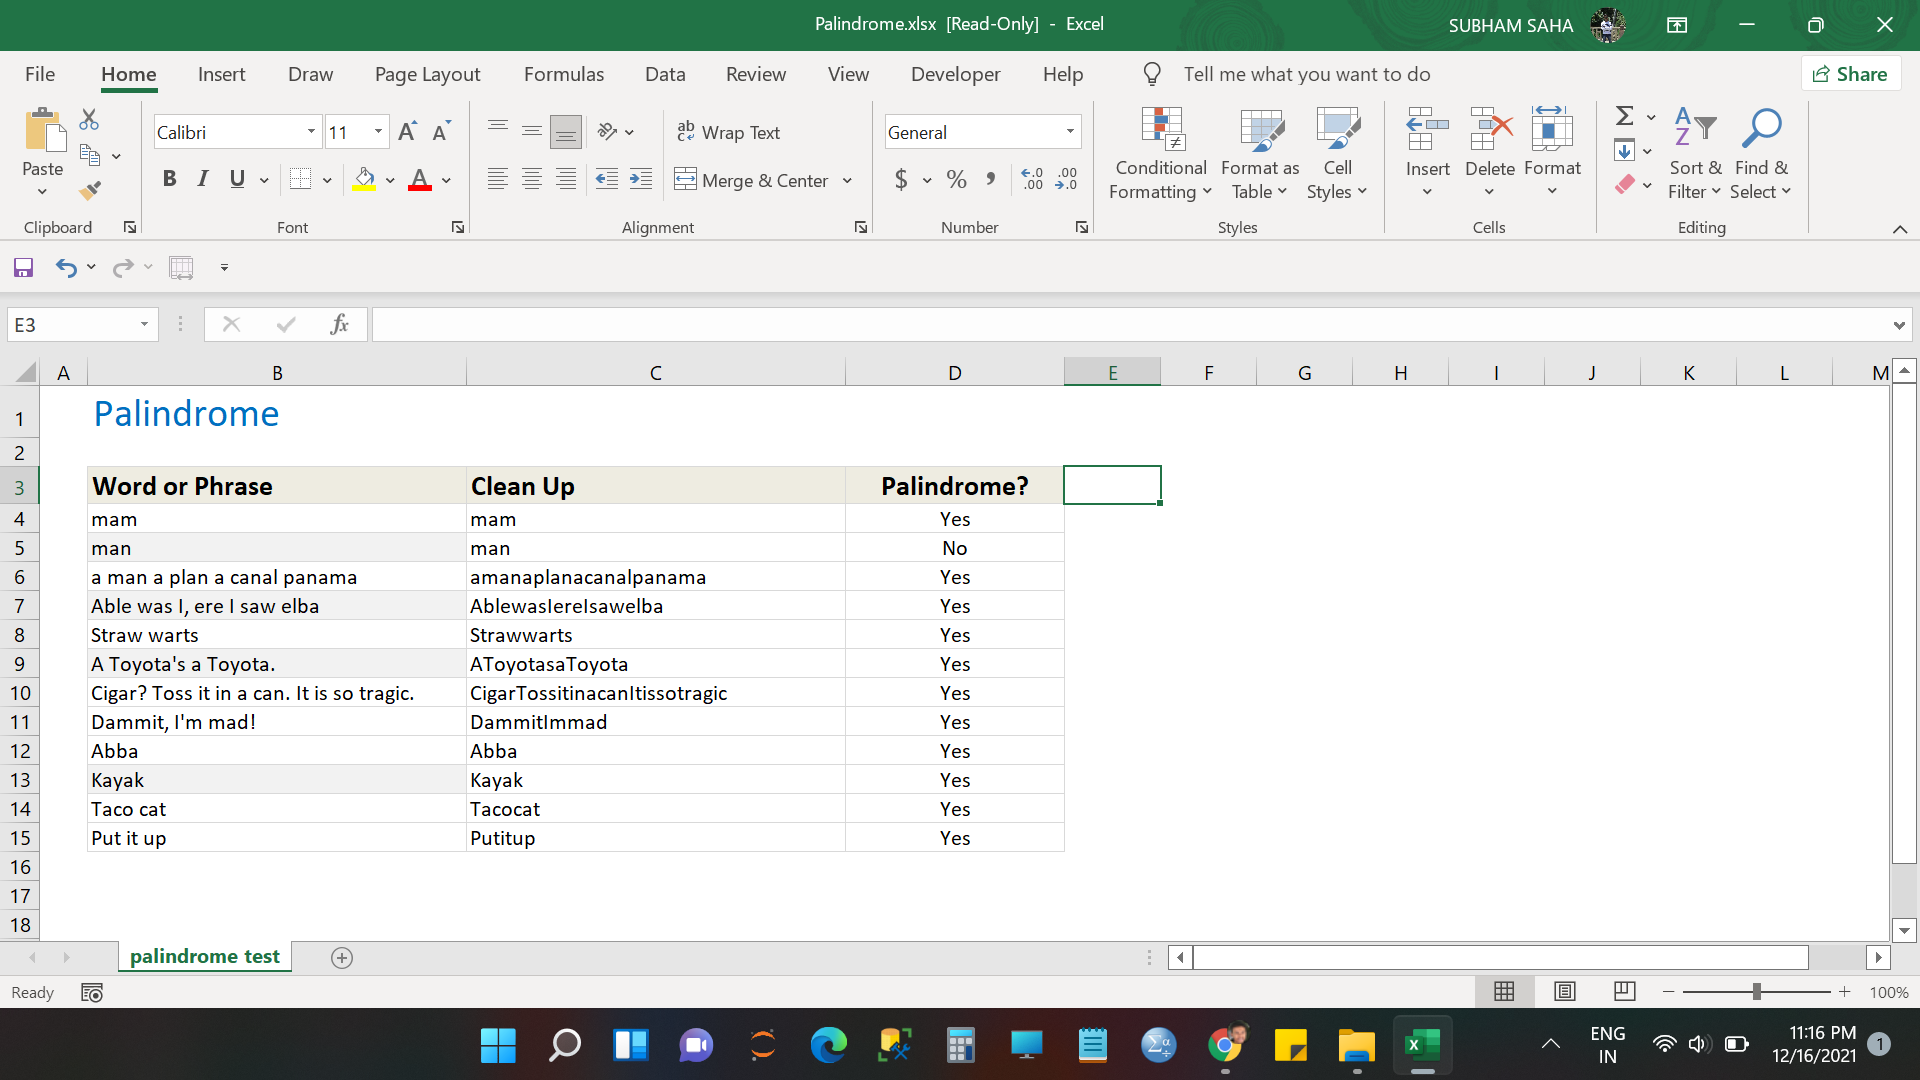 Palindrome.xlsx [Read-Only] - Excel
SUBHAM SAHA
File Home Insert Draw Page Layout Formulas Data Review View Developer Help Tell me what you want to do Share
Paste
Clipboard
Calibri 11
B I U A
Font
ab Wrap Text
Merge & Center
Alignment
General
$ % , .00 .00
Number
Conditional Formatting
Format as Table
Cell Styles
Styles
Insert Delete Format
Cells
Sort & Filter
Find & Select
Editing
E3 fx
A B C D E F G H I J K L M
1 Palindrome
2
3 Word or Phrase Clean Up Palindrome?
4 mam mam Yes
5 man man No
6 a man a plan a canal panama amanaplanacanalpanama Yes
7 Able was I, ere I saw elba AblewasIereIsawelba Yes
8 Straw warts Strawwarts Yes
9 A Toyota's a Toyota. AToyotasaToyota Yes
10 Cigar? Toss it in a can. It is so tragic. CigarTossitinacanItissotragic Yes
11 Dammit, I'm mad! DammitImmad Yes
12 Abba Abba Yes
13 Kayak Kayak Yes
14 Taco cat Tacocat Yes
15 Put it up Putitup Yes
16
17
18
palindrome test
Ready 100%
ENG
IN
11:16 PM
12/16/2021
1